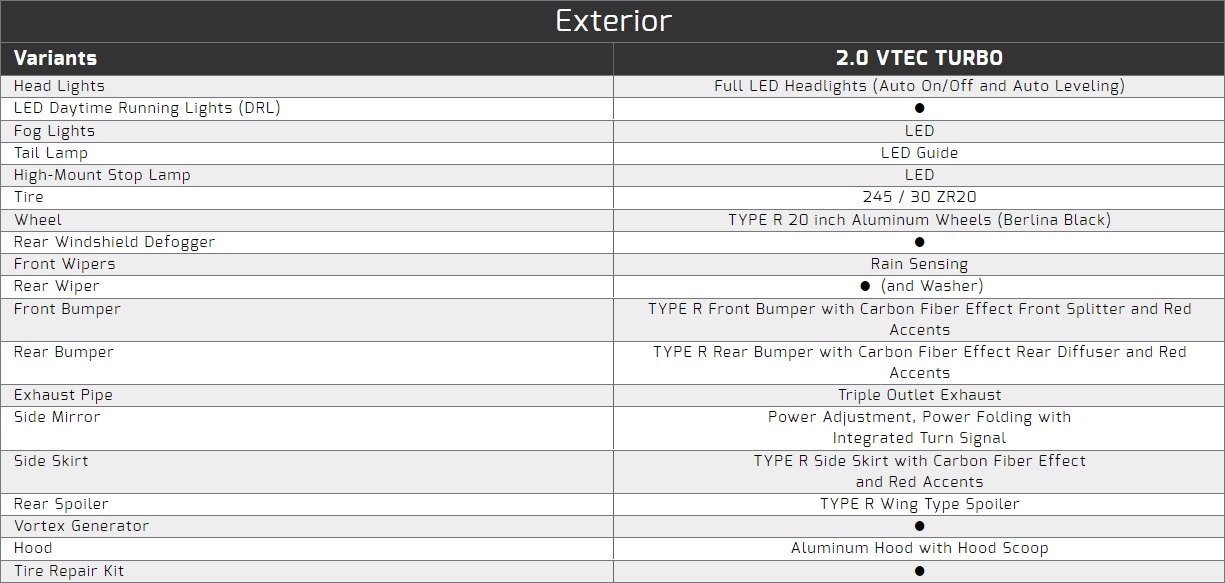 Exterior
Variants 2.0 VTEC TURBO
Head Lights Full LED Headlights (Auto On/Off and Auto Leveling)
LED Daytime Running Lights (DRL) ●
Fog Lights LED
Tail Lamp LED Guide
High-Mount Stop Lamp LED
Tire 245 / 30 ZR20
Wheel TYPE R 20 inch Aluminum Wheels (Berlina Black)
Rear Windshield Defogger ●
Front Wipers Rain Sensing
Rear Wiper ● (and Washer)
Front Bumper TYPE R Front Bumper with Carbon Fiber Effect Front Splitter and Red
Accents
Rear Bumper TYPE R Rear Bumper with Carbon Fiber Effect Rear Diffuser and Red
Accents
Exhaust Pipe Triple Outlet Exhaust
Side Mirror Power Adjustment, Power Folding with
Integrated Turn Signal
Side Skirt TYPE R Side Skirt with Carbon Fiber Effect
and Red Accents
Rear Spoiler TYPE R Wing Type Spoiler
Vortex Generator ●
Hood Aluminum Hood with Hood Scoop
Tire Repair Kit ●